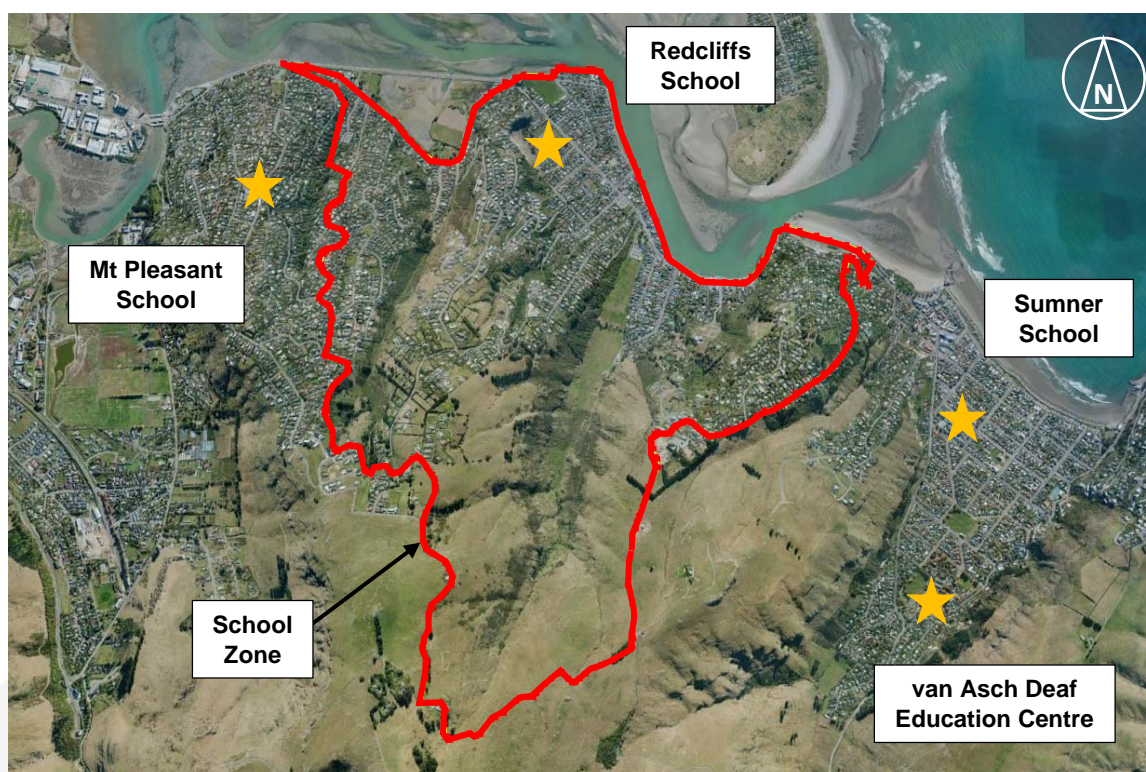 Redcliffs
School
N
Mt Pleasant
School
Sumner
School
School
Zone
van Asch Deaf
Education Centre